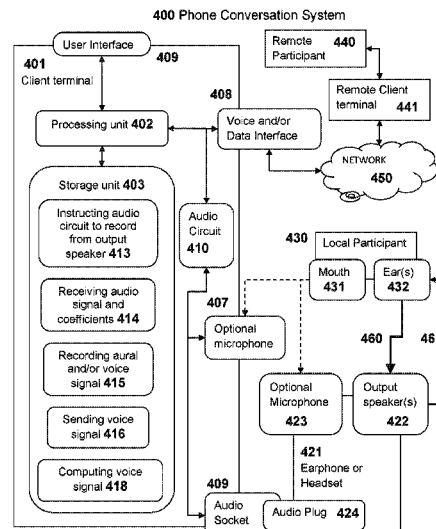 400 Phone Conversation System
User Interface
409
401
Client terminal
Processing unit 402
Storage unit 403
Instructing audio
circuit to record
from output
speaker 413
Receiving audio
signal and
coefficients 414
Recording aural
and/or voice
signal 415
Sending voice
signal 416
Computing voice
signal 418
408
Voice and/or
Data Interface
Audio
Circuit
410
407
Optional
microphone
409
Audio
Socket
Remote
Participant
440
Remote Client
terminal
441
NETWORK
450
430
Local Participant
Mouth
431
Ear(s)
432
460
46
Optional
Microphone
423
Output
speaker(s)
422
421
Earphone or
Headset
Audio Plug 424